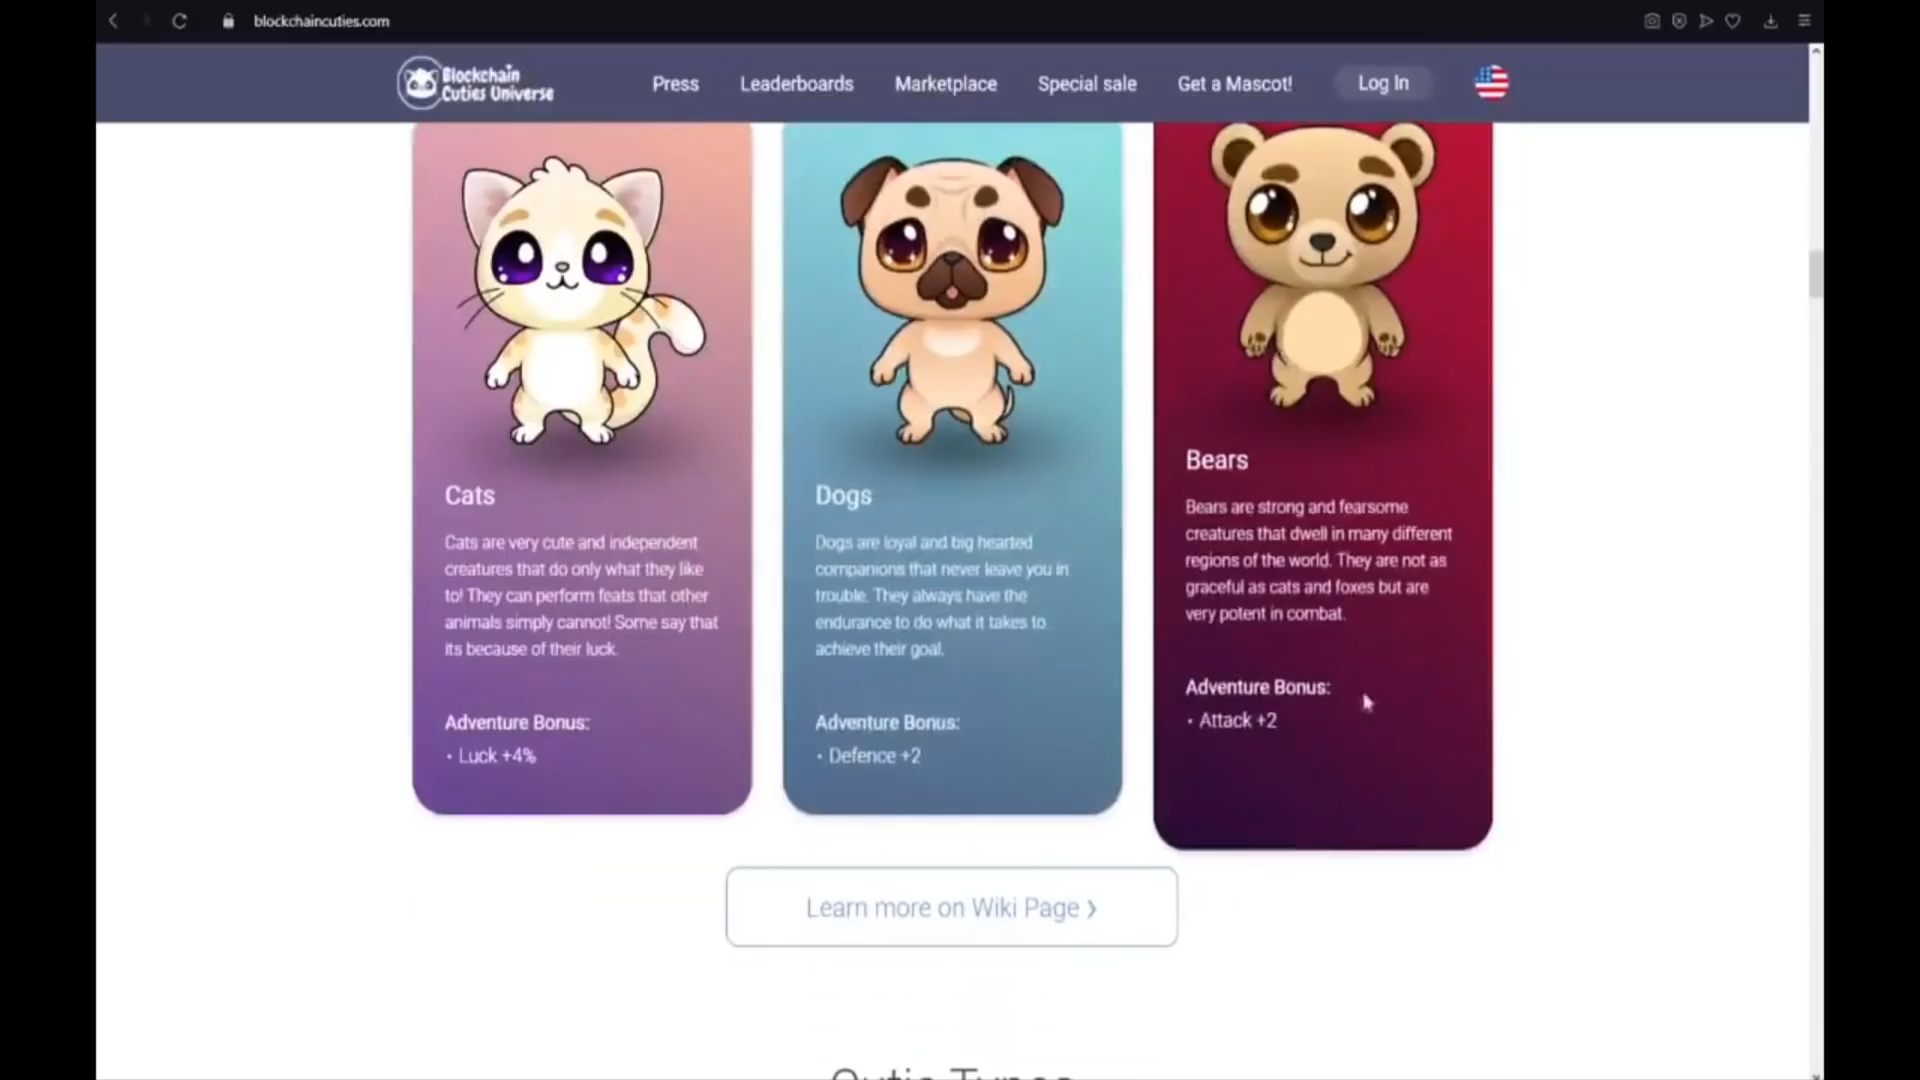 blockchaincuties.com
Blockchain
Cuties Universe
Press Leaderboards Marketplace Special sale Get a Mascot! Log In
Cats
Cats are very cute and independent
creatures that do only what they like
to! They can perform feats that other
animals simply cannot! Some say that
its because of their luck.
Adventure Bonus:
• Luck +4%
Dogs
Dogs are loyal and big hearted
companions that never leave you in
trouble. They always have the
endurance to do what it takes to
achieve their goal.
Adventure Bonus:
• Defence +2
Bears
Bears are strong and fearsome
creatures that dwell in many different
regions of the world. They are not as
graceful as cats and foxes but are
very potent in combat.
Adventure Bonus:
• Attack +2
Learn more on Wiki Page ›
Cutie Types